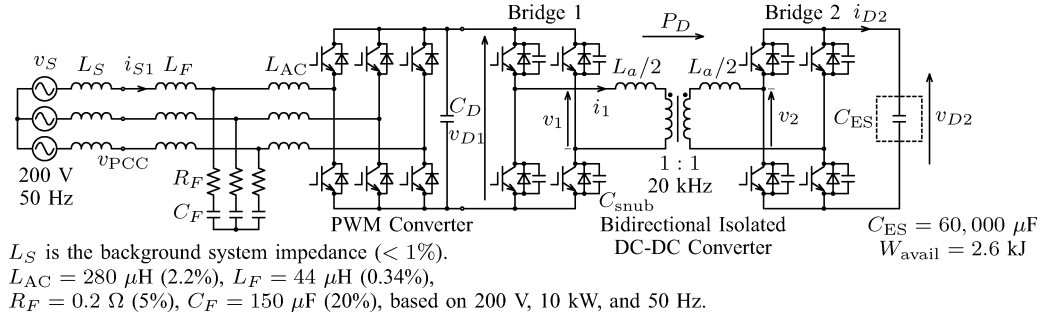 Bridge 1
P_D
Bridge 2
i_{D2}
v_S
L_S
i_{S1}
L_F
L_{AC}
L_a/2
L_a/2
C_D
v_{D1}
v_1
i_1
v_2
C_{ES}
v_{D2}
v_{PCC}
200 V
50 Hz
R_F
C_F
1 : 1
20 kHz
C_{snub}
PWM Converter
Bidirectional Isolated
DC-DC Converter
C_{ES} = 60,000 μF
W_{avail} = 2.6 kJ
L_S is the background system impedance (< 1%).
L_{AC} = 280 μH (2.2%), L_F = 44 μH (0.34%),
R_F = 0.2 Ω (5%), C_F = 150 μF (20%), based on 200 V, 10 kW, and 50 Hz.